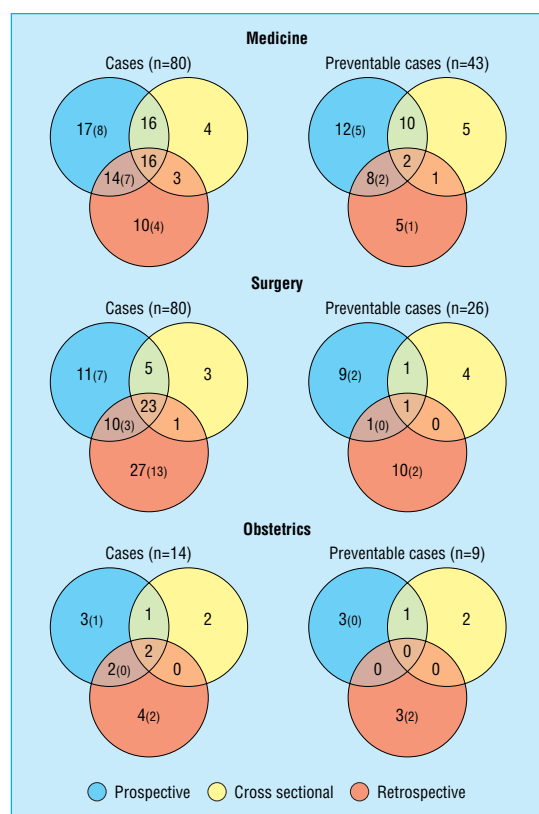 Medicine
Cases (n=80) Preventable cases (n=43)
17(8) 16 4 12(5) 10 5
16 2
14(7) 3 8(2) 1
10(4) 5(1)
Surgery
Cases (n=80) Preventable cases (n=26)
11(7) 5 3 9(2) 1 4
23 1
10(3) 1 1(0) 0
27(13) 10(2)
Obstetrics
Cases (n=14) Preventable cases (n=9)
3(1) 1 2 3(0) 1 2
2 0
2(0) 0 0 0
4(2) 3(2)
Prospective Cross sectional Retrospective